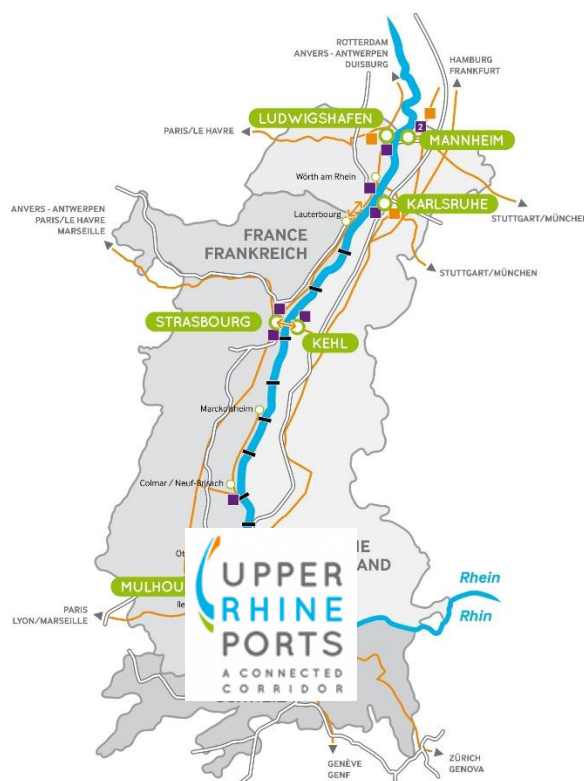 ROTTERDAM
ANVERS - ANTWERPEN
DUISBURG
HAMBURG
FRANKFURT
LUDWIGSHAFEN
2
PARIS/LE HAVRE
MANNHEIM
Wörth am Rhein
KARLSRUHE
ANVERS - ANTWERPEN
PARIS/LE HAVRE
MARSEILLE
Lauterbourg
STUTTGART/MÜNCHEN
FRANCE
FRANKREICH
STUTTGART/MÜNCHEN
STRASBOURG
KEHL
Marckolsheim
Colmar / Neuf-Brisach
UPPER
RHINE
PORTS
A CONNECTED
CORRIDOR
Rhein
Rhin
PARIS
LYON/MARSEILLE
GENÈVE
GENF
ZÜRICH
GENOVA